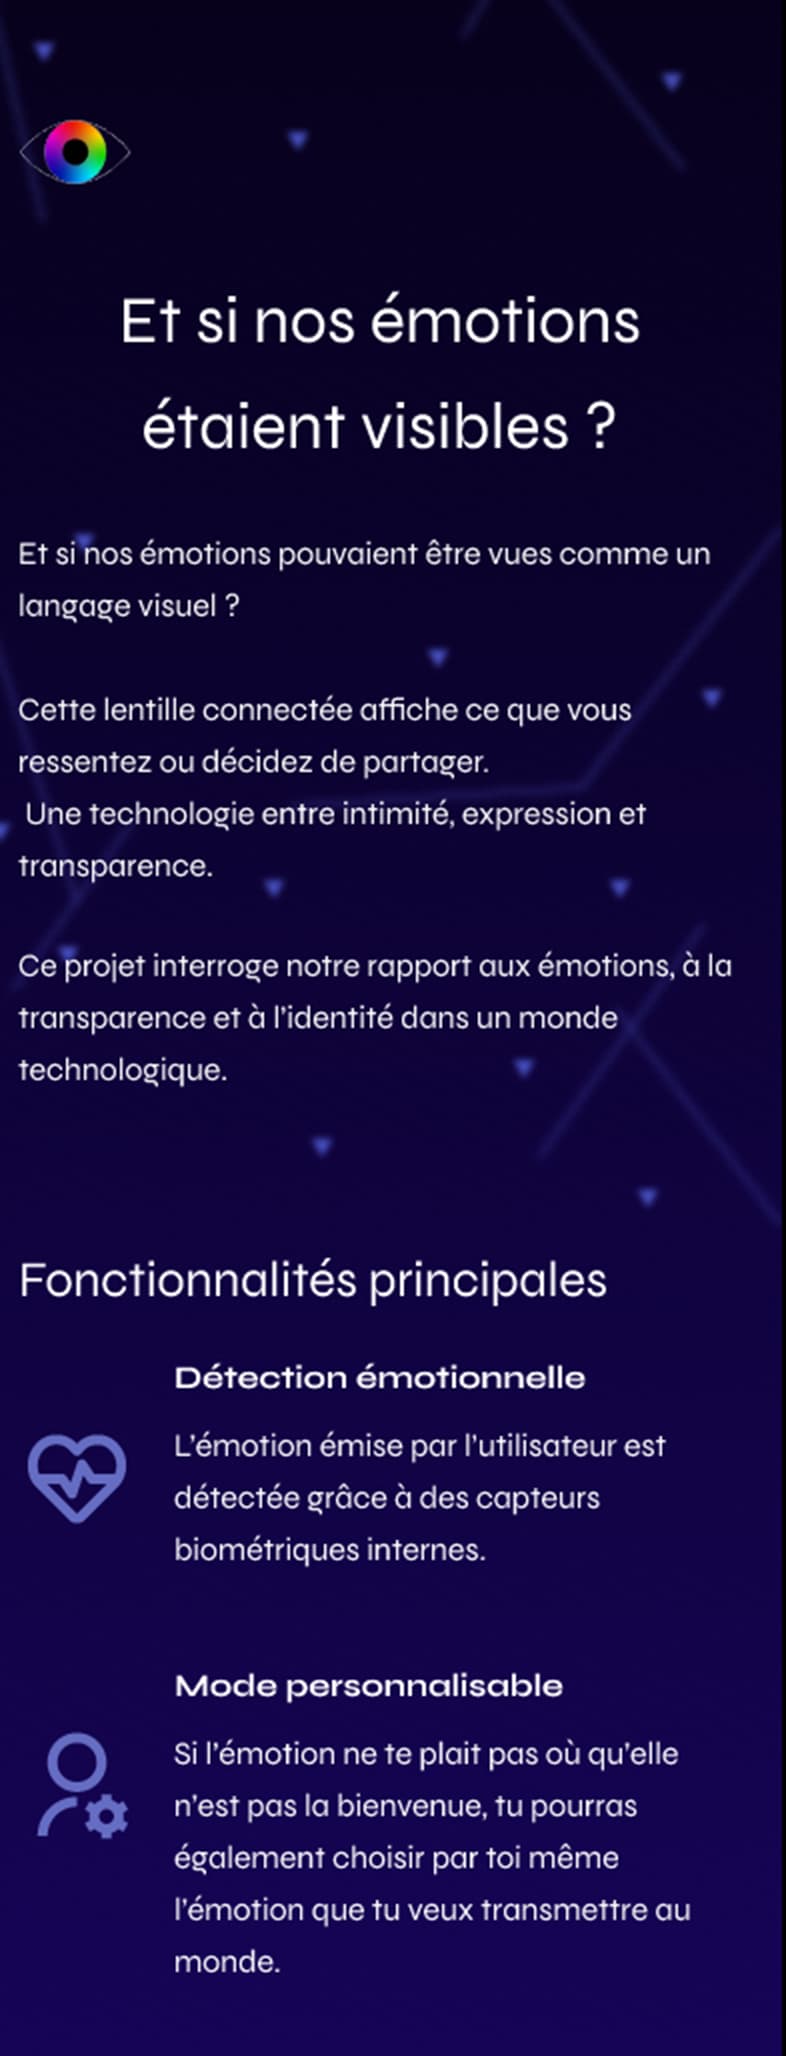 Et si nos émotions
étaient visibles ?
Et si nos émotions pouvaient être vues comme un
langage visuel ?
Cette lentille connectée affiche ce que vous
ressentez ou décidez de partager.
Une technologie entre intimité, expression et
transparence.
Ce projet interroge notre rapport aux émotions, à la
transparence et à l'identité dans un monde
technologique.
Fonctionnalités principales
Détection émotionnelle
L'émotion émise par l'utilisateur est
détectée grâce à des capteurs
biométriques internes.
Mode personnalisable
Si l'émotion ne te plait pas où qu'elle
n'est pas la bienvenue, tu pourras
également choisir par toi même
l'émotion que tu veux transmettre au
monde.